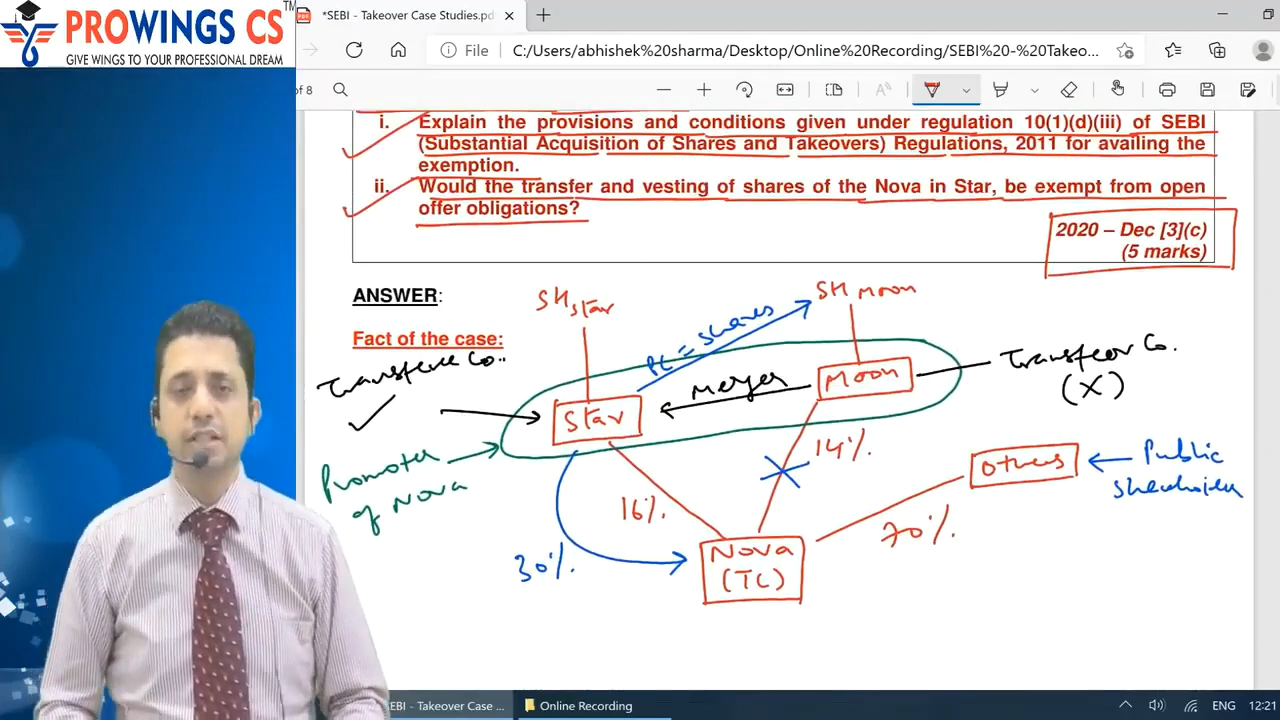 PROWINGS CS
TM
GIVE WINGS TO YOUR PROFESSIONAL DREAM
*SEBI - Takeover Case Studies.pd
File
C:/Users/abhishek%20sharma/Desktop/Online%20Recording/SEBI%20-%20Takeo...
of 8
i. Explain the provisions and conditions given under regulation 10(1)(d)(iii) of SEBI
(Substantial Acquisition of Shares and Takeovers) Regulations, 2011 for availing the
exemption.
ii. Would the transfer and vesting of shares of the Nova in Star, be exempt from open
offer obligations?
2020 – Dec [3](c)
(5 marks)
ANSWER:
Fact of the case:
SH Star
SH Moon
PC = Shares
Transferee Co.
Merger
Moon
Transferor Co.
(X)
Star
14%
Others
Public
Shareholder
Promoter
of Nova
16%
70%
30%
Nova
(TC)
SEBI - Takeover Case ...
Online Recording
ENG
12:21